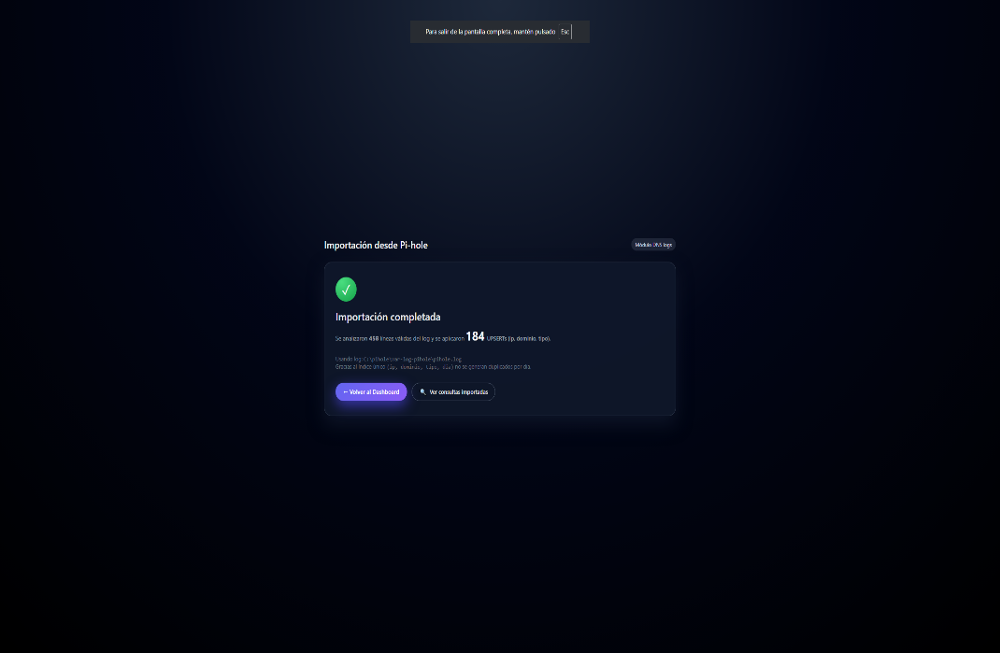 Para salir de la pantalla completa, mantén pulsado Esc
Importación desde Pi-hole
Módulo DNS logs
✓
Importación completada
Se analizaron 458 líneas válidas del log y se aplicaron 184 UPSERTs (ip, dominio, tipo).
Usando log: C:\pihole\var-log-pihole\pihole.log
Gracias al índice único (ip, dominio, tipo, dia) no se generan duplicados por día.
← Volver al Dashboard
🔍 Ver consultas importadas